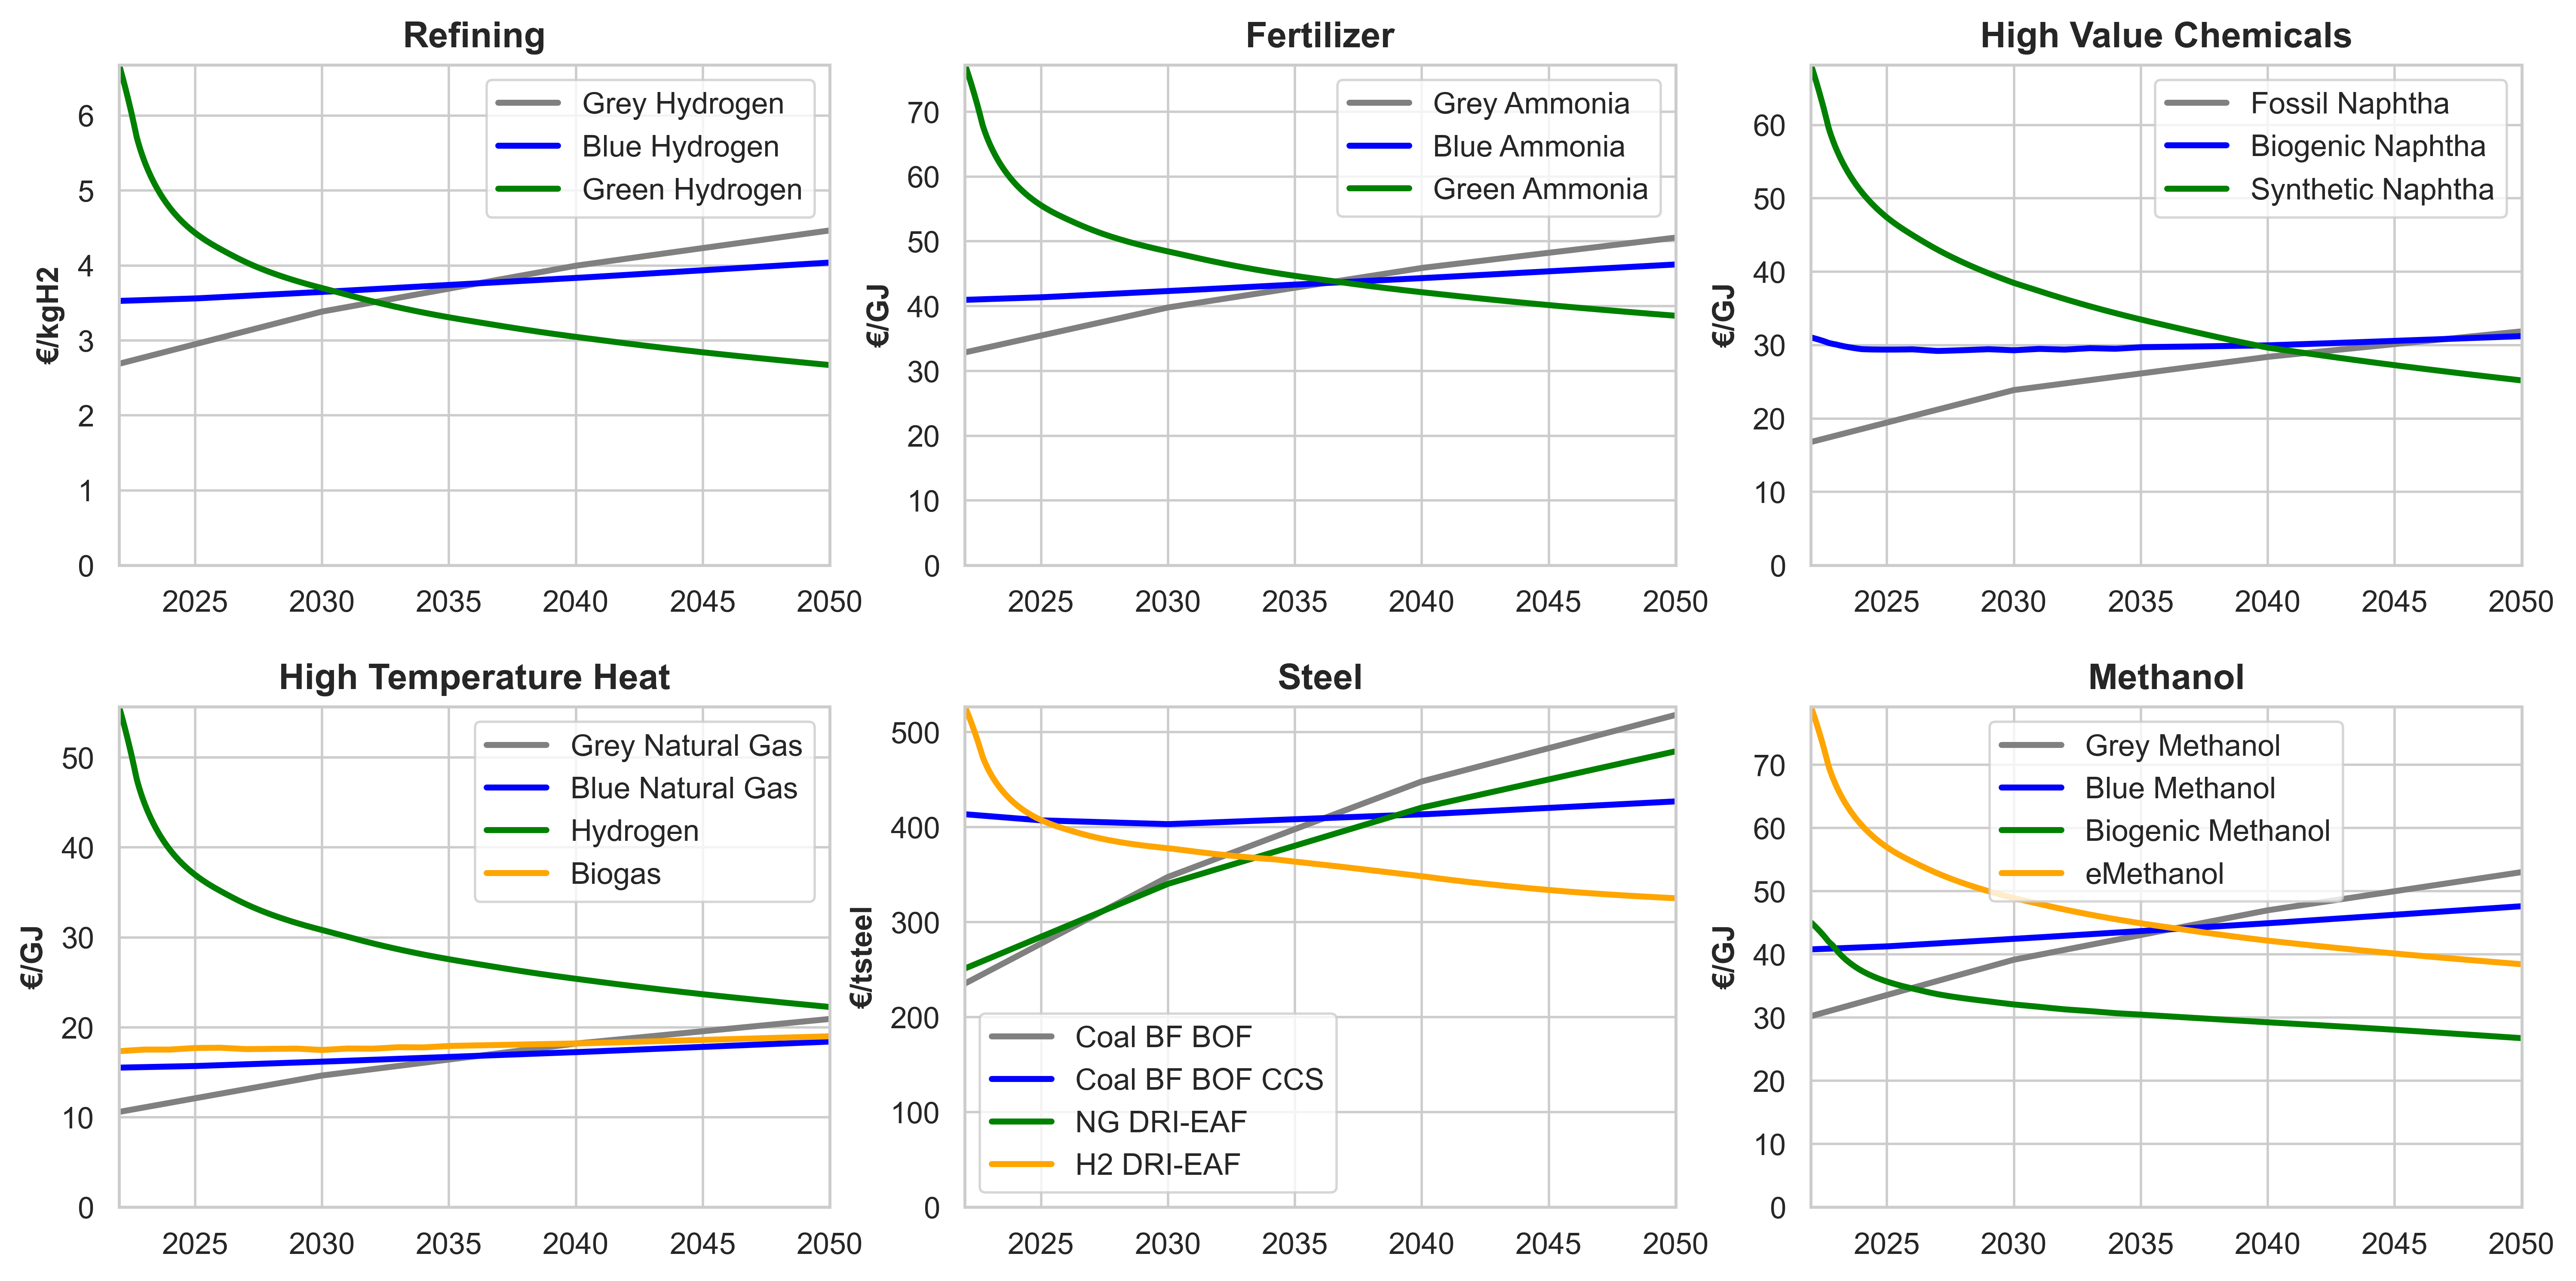 Refining
€/kgH2
6
5
4
3
2
1
0
Grey Hydrogen
Blue Hydrogen
Green Hydrogen
2025 2030 2035 2040 2045 2050
Fertilizer
€/GJ
70
60
50
40
30
20
10
0
Grey Ammonia
Blue Ammonia
Green Ammonia
2025 2030 2035 2040 2045 2050
High Value Chemicals
€/GJ
60
50
40
30
20
10
0
Fossil Naphtha
Biogenic Naphtha
Synthetic Naphtha
2025 2030 2035 2040 2045 2050
High Temperature Heat
€/GJ
50
40
30
20
10
0
Grey Natural Gas
Blue Natural Gas
Hydrogen
Biogas
2025 2030 2035 2040 2045 2050
Steel
€/tsteel
500
400
300
200
100
0
Coal BF BOF
Coal BF BOF CCS
NG DRI-EAF
H2 DRI-EAF
2025 2030 2035 2040 2045 2050
Methanol
€/GJ
70
60
50
40
30
20
10
0
Grey Methanol
Blue Methanol
Biogenic Methanol
eMethanol
2025 2030 2035 2040 2045 2050